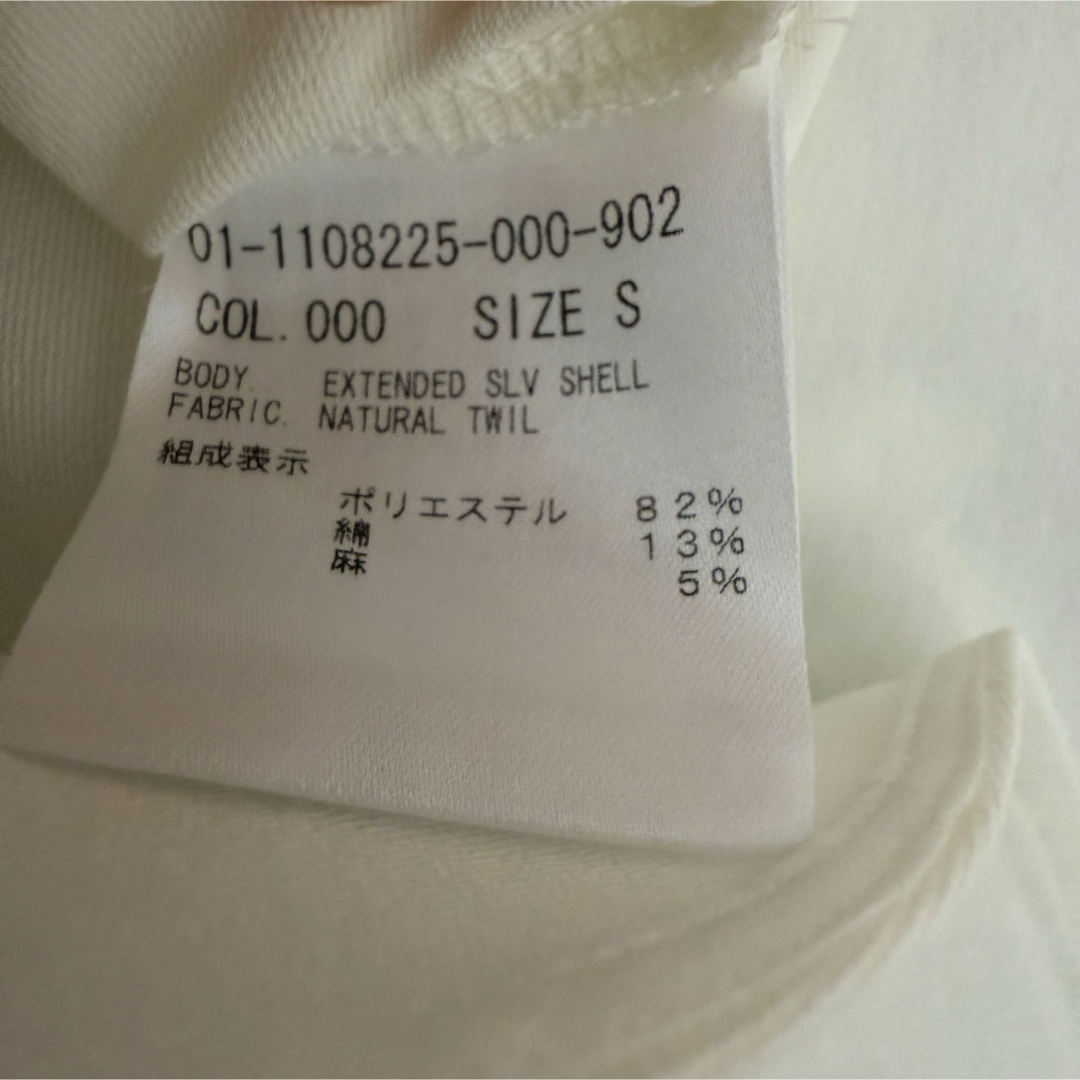 01-1108225-000-902
COL. 000 SIZE S
BODY. EXTENDED SLV SHELL
FABRIC. NATURAL TWIL
組成表示
ポリエステル 82%
綿 13%
麻 5%